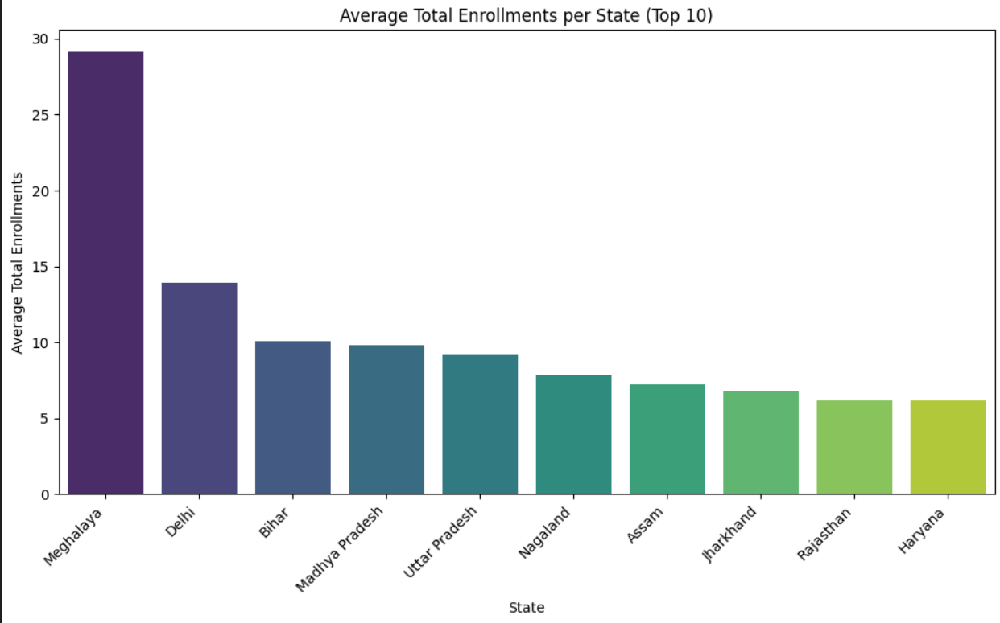 Average Total Enrollments per State (Top 10)
Average Total Enrollments
30
25
20
15
10
5
0
Meghalaya
Delhi
Bihar
Madhya Pradesh
Uttar Pradesh
Nagaland
Assam
Jharkhand
Rajasthan
Haryana
State